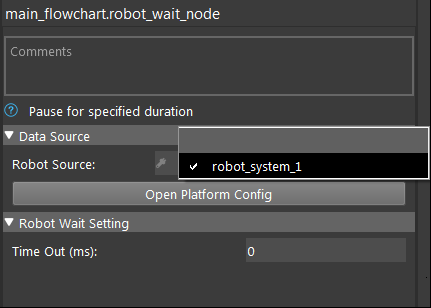 main_flowchart.robot_wait_node
Comments
Pause for specified duration
Data Source
Robot Source:
robot_system_1
Open Platform Config
Robot Wait Setting
Time Out (ms):
0